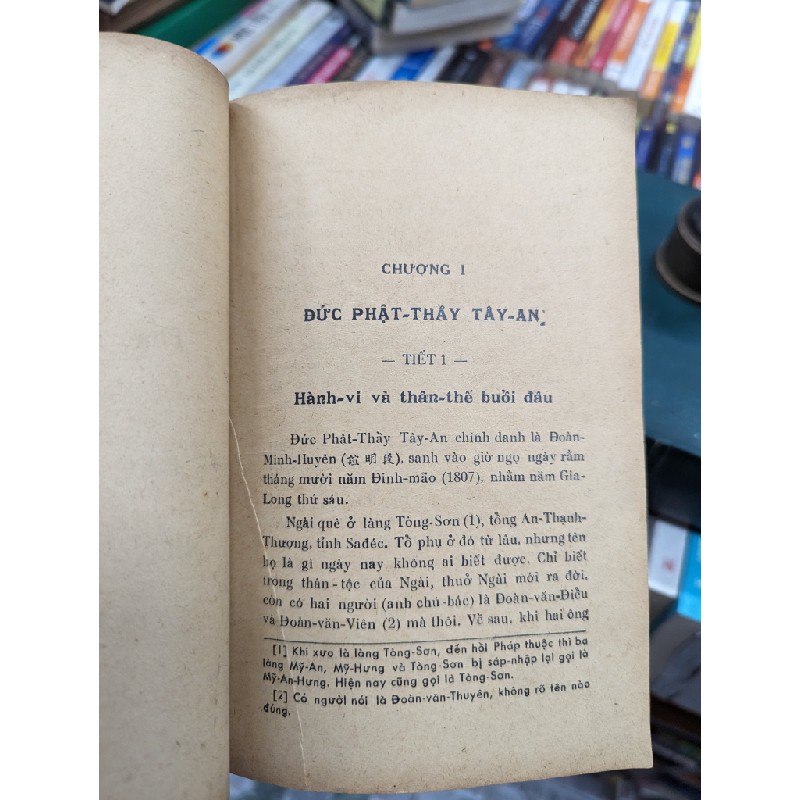 CHƯƠNG I
ĐỨC PHẬT-THẦY TÂY-AN
— TIẾT 1 —
Hành-vi và thân-thế buổi đầu
Đức Phật-Thầy Tây-An chính danh là Đoàn-
Minh-Huyên (萱明段), sanh vào giờ ngọ ngày rằm
tháng mười năm Đinh-mão (1807), nhằm năm Gia-
Long thứ sáu.
Ngài quê ở làng Tòng-Sơn (1), tổng An-Thạnh-
Thượng, tỉnh Sađéc. Tổ phụ ở đó từ lâu, nhưng tên
họ là gì ngày nay không ai biết được. Chỉ biết
trong thân-tộc của Ngài, thuở Ngài mới ra đời,
còn có hai người (anh chú-bác) là Đoàn-văn-Điều
và Đoàn-văn-Viên (2) mà thôi. Về sau, khi hai ông
[1] Khi xưa là làng Tòng-Sơn, đến hồi Pháp thuộc thì ba
làng Mỹ-An, Mỹ-Hưng và Tòng-Sơn bị sáp-nhập lại gọi là
Mỹ-An-Hưng. Hiện nay cũng gọi là Tòng-Sơn.
[2] Có người nói là Đoàn-văn-Thuyên, không rõ tên nào
đúng.